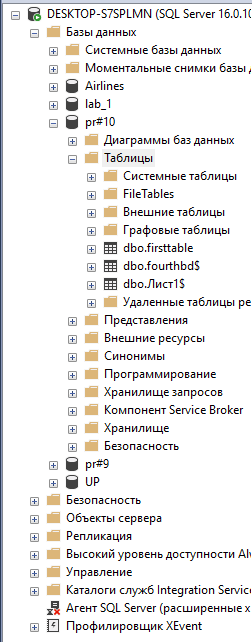 DESKTOP-S7SPLMN (SQL Server 16.0.10
Базы данных
Системные базы данных
Моментальные снимки базы
Airlines
lab_1
pr#10
Диаграммы баз данных
Таблицы
Системные таблицы
FileTables
Внешние таблицы
Графовые таблицы
dbo.firsttable
dbo.fourthbd$
dbo.Лист1$
Удаленные таблицы ре
Представления
Внешние ресурсы
Синонимы
Программирование
Хранилище запросов
Компонент Service Broker
Хранилище
Безопасность
pr#9
UP
Безопасность
Объекты сервера
Репликация
Высокий уровень доступности Al
Управление
Каталоги служб Integration Service
Агент SQL Server (расширенных х
Профилировщик XEvent